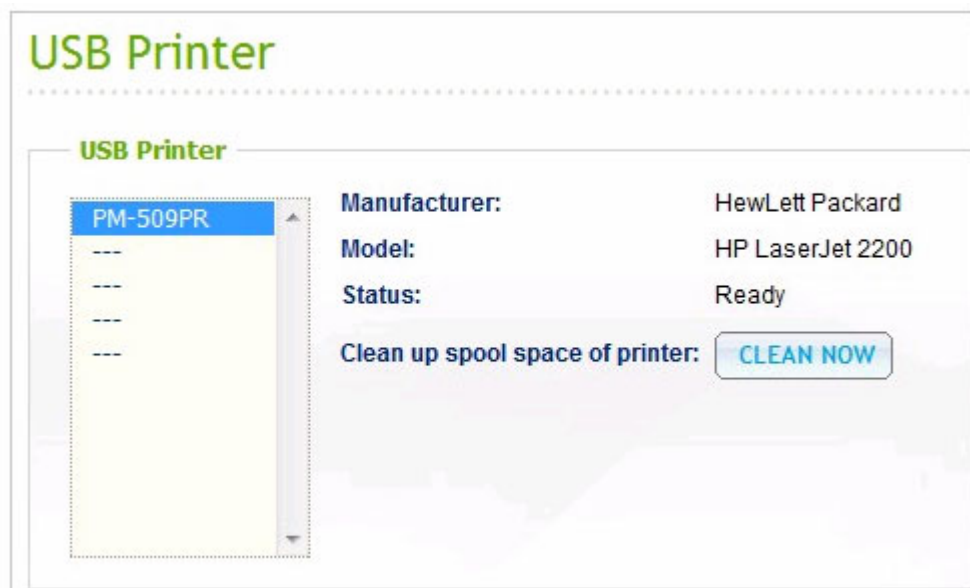 USB Printer
USB Printer
PM-509PR
---
---
---
---
Manufacturer: HewLett Packard
Model: HP LaserJet 2200
Status: Ready
Clean up spool space of printer: CLEAN NOW